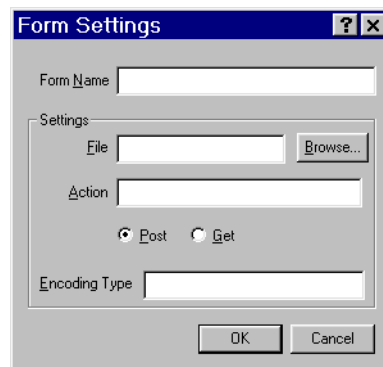 Form Settings ? ×
Form Name
Settings
File Browse...
Action
Post Get
Encoding Type
OK Cancel